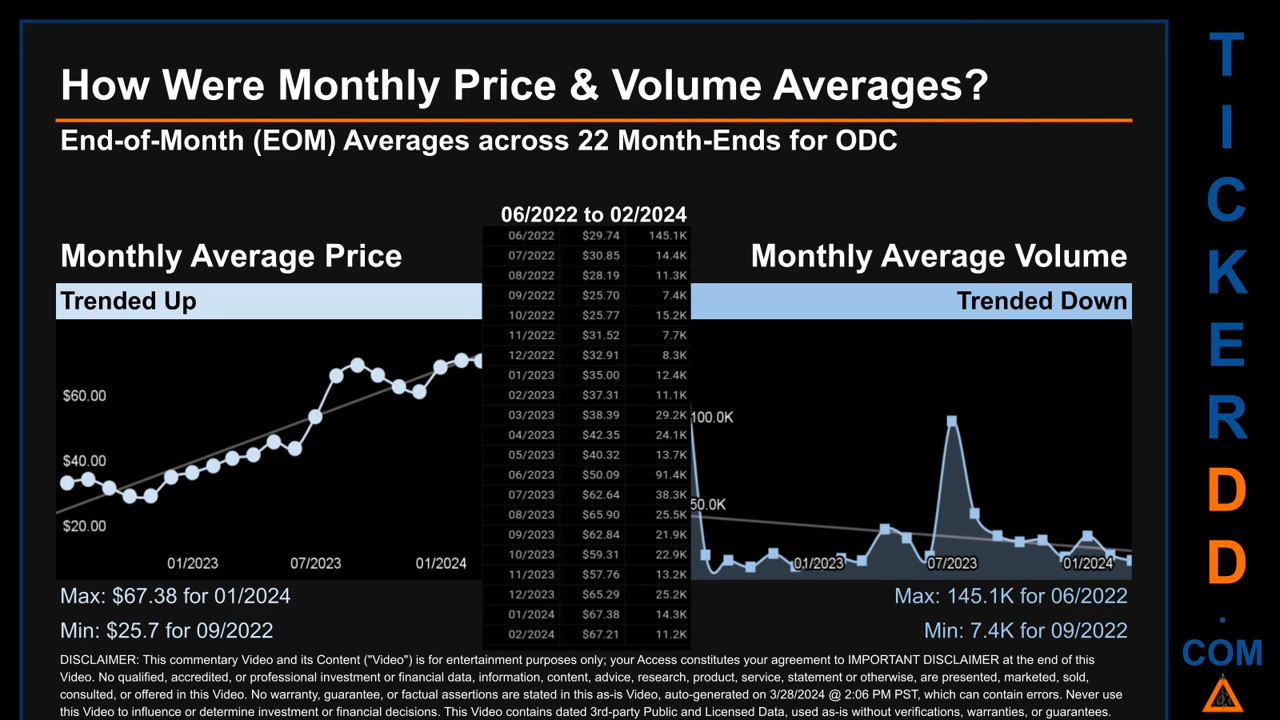 How Were Monthly Price & Volume Averages?
End-of-Month (EOM) Averages across 22 Month-Ends for ODC
06/2022 to 02/2024
Monthly Average Price
Trended Up
$60.00
$40.00
$20.00
01/2023 07/2023 01/2024
Max: $67.38 for 01/2024
Min: $25.7 for 09/2022
06/2022 $29.74 145.1K
07/2022 $30.85 14.4K
08/2022 $28.19 11.3K
09/2022 $25.70 7.4K
10/2022 $25.77 15.2K
11/2022 $31.52 7.7K
12/2022 $32.91 8.3K
01/2023 $35.00 12.4K
02/2023 $37.31 11.1K
03/2023 $38.39 29.2K
04/2023 $42.35 24.1K
05/2023 $40.32 13.7K
06/2023 $50.09 91.4K
07/2023 $62.64 38.3K
08/2023 $65.90 25.5K
09/2023 $62.84 21.9K
10/2023 $59.31 22.9K
11/2023 $57.76 13.2K
12/2023 $65.29 25.2K
01/2024 $67.38 14.3K
02/2024 $67.21 11.2K
Monthly Average Volume
Trended Down
100.0K
50.0K
01/2023 07/2023 01/2024
Max: 145.1K for 06/2022
Min: 7.4K for 09/2022
DISCLAIMER: This commentary Video and its Content ("Video") is for entertainment purposes only; your Access constitutes your agreement to IMPORTANT DISCLAIMER at the end of this
Video. No qualified, accredited, or professional investment or financial data, information, content, advice, research, product, service, statement or otherwise, are presented, marketed, sold,
consulted, or offered in this Video. No warranty, guarantee, or factual assertions are stated in this as-is Video, auto-generated on 3/28/2024 @ 2:06 PM PST, which can contain errors. Never use
this Video to influence or determine investment or financial decisions. This Video contains dated 3rd-party Public and Licensed Data, used as-is without verifications, warranties, or guarantees.
T
I
C
K
E
R
D
D
.
COM